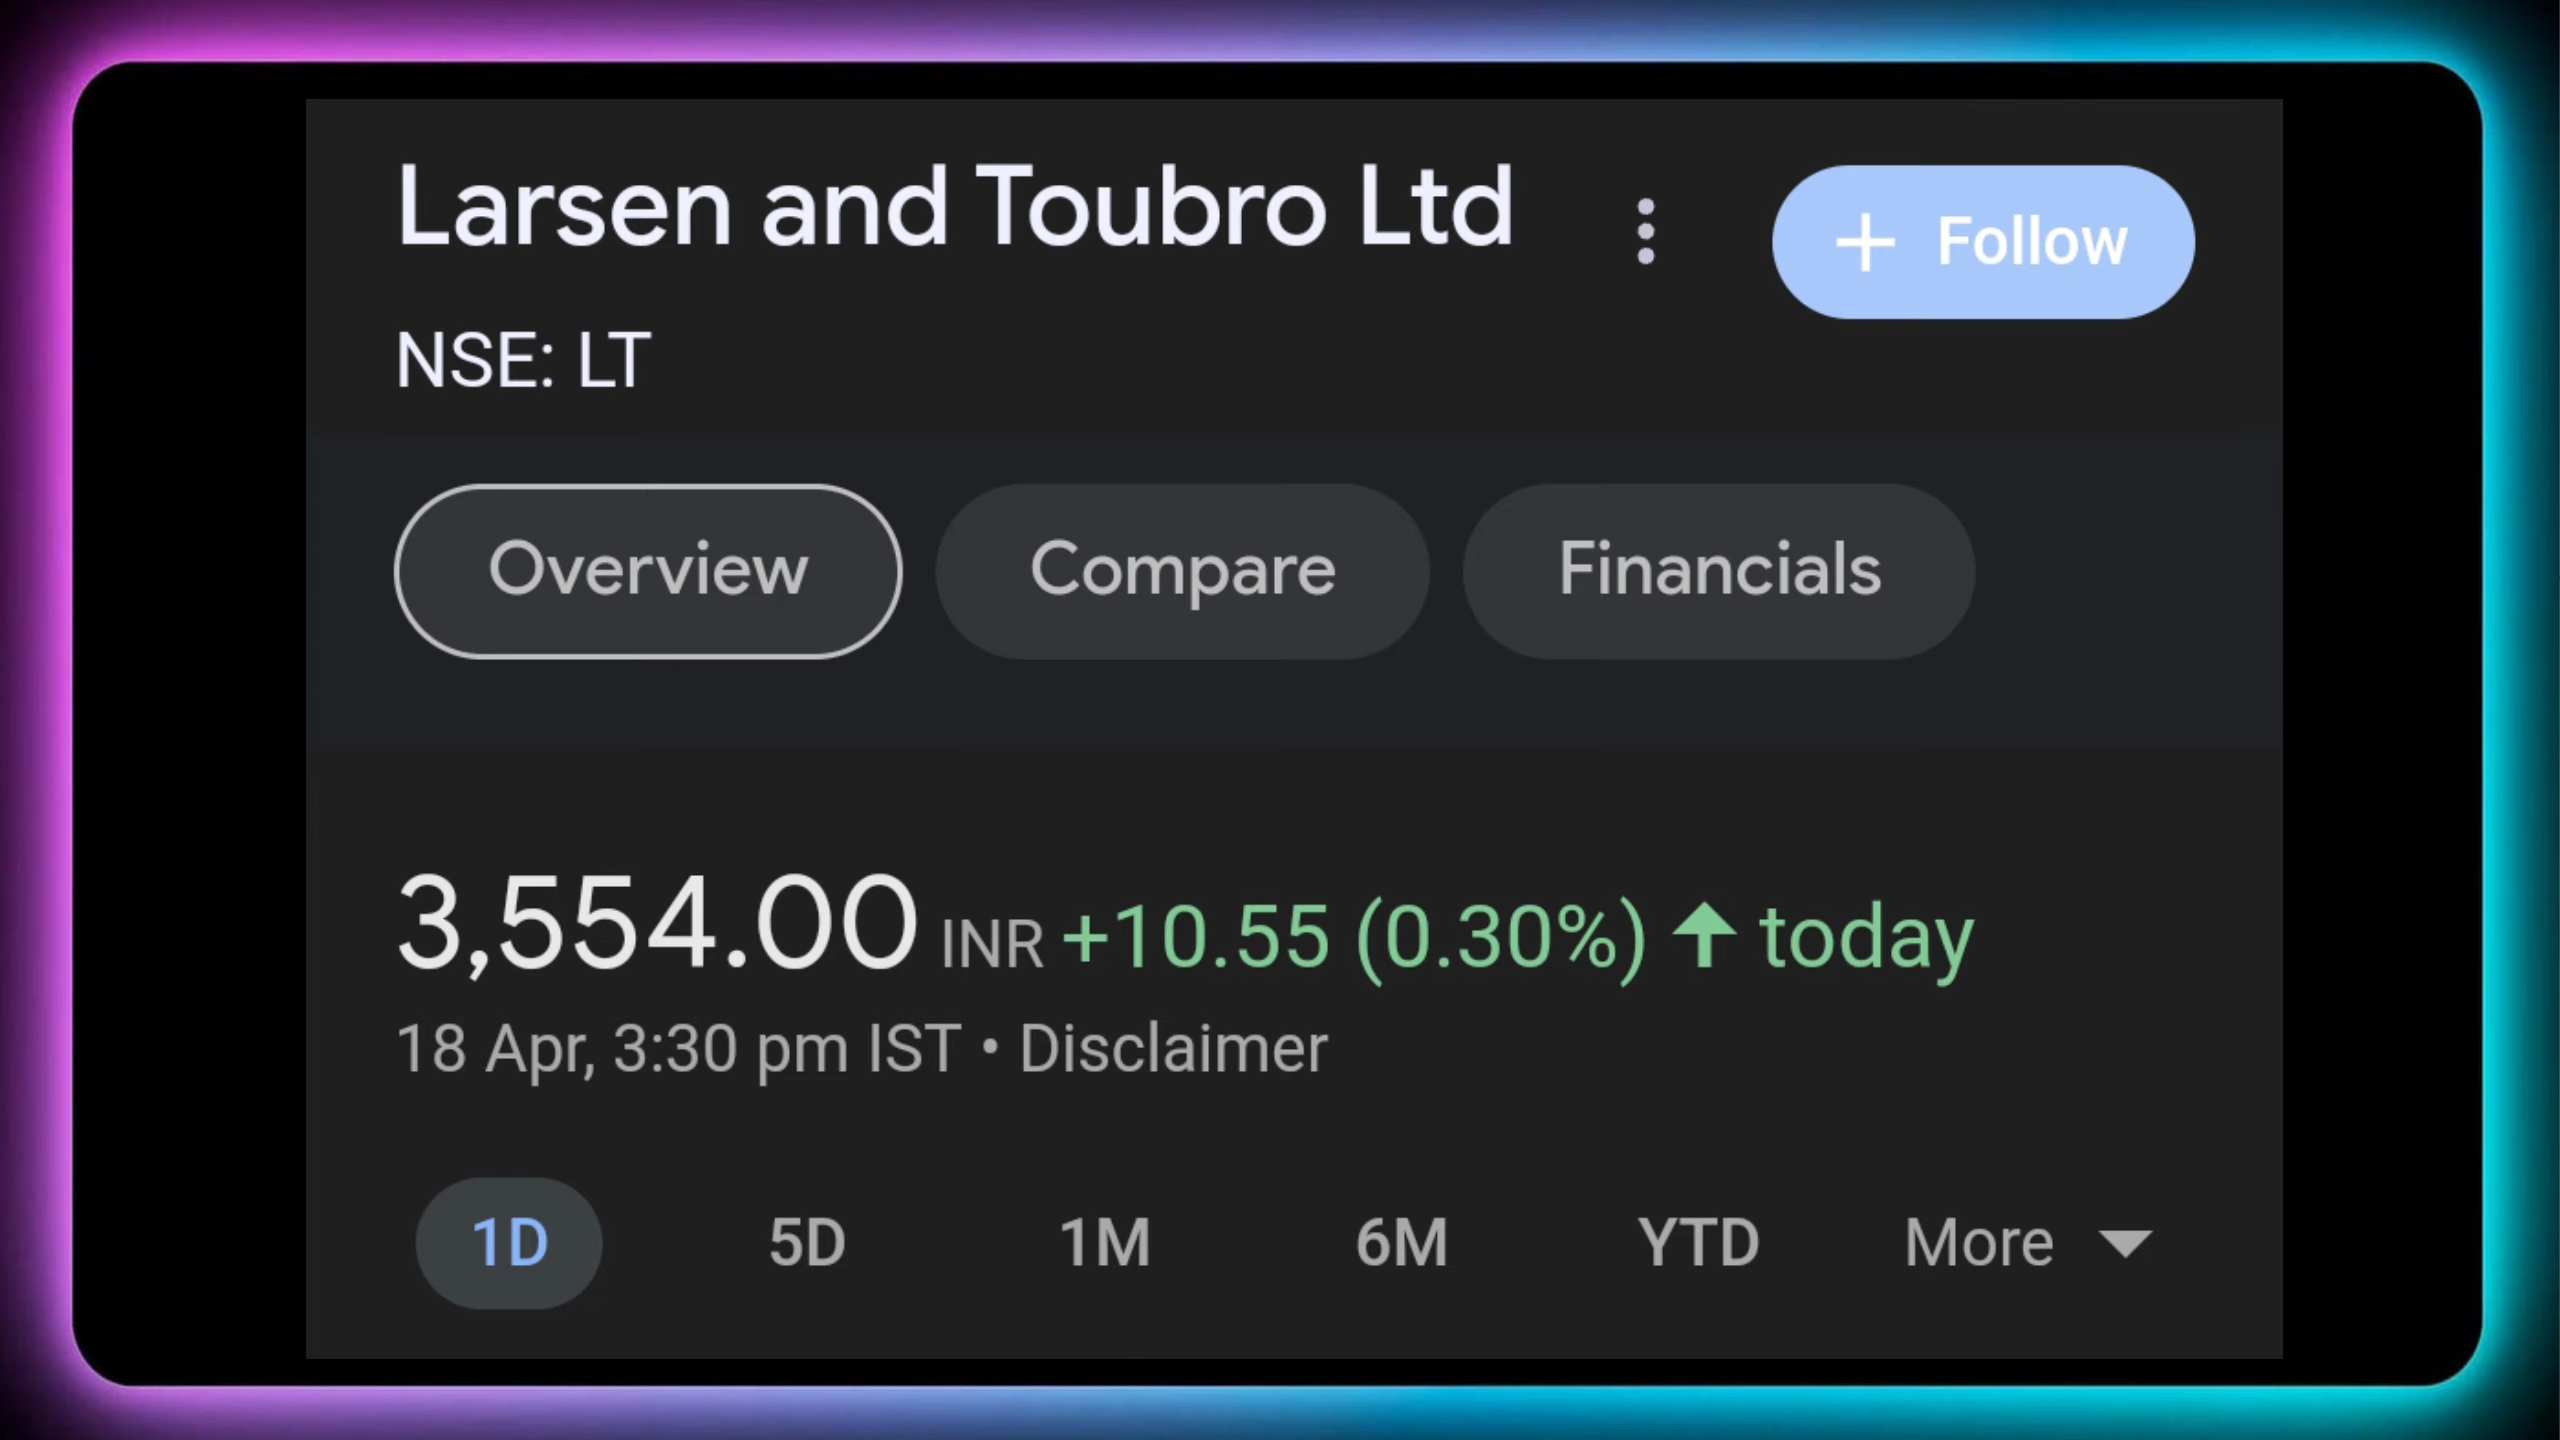 Larsen and Toubro Ltd
+ Follow
NSE: LT
Overview Compare Financials
3,554.00 INR +10.55 (0.30%) ↑ today
18 Apr, 3:30 pm IST • Disclaimer
1D 5D 1M 6M YTD More